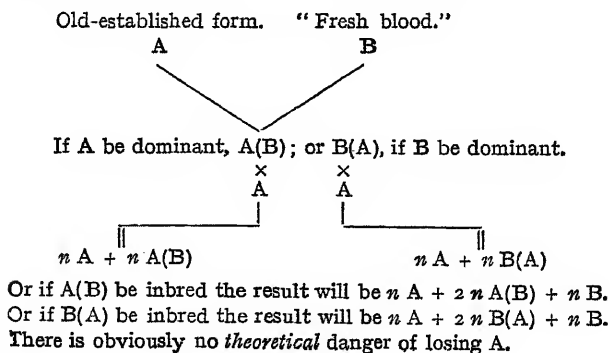 Old-established form. “Fresh blood.”
A B
If A be dominant, A(B); or B(A), if B be dominant.
× ×
A A
n A + n A(B) n A + n B(A)
Or if A(B) be inbred the result will be n A + 2 n A(B) + n B.
Or if B(A) be inbred the result will be n A + 2 n B(A) + n B.
There is obviously no theoretical danger of losing A.